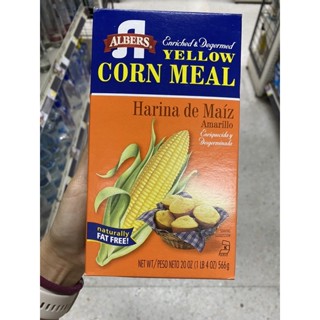 ALBERS.
Enriched & Degermed
YELLOW
CORN MEAL
Harina de Maíz
Amarillo
Enriquecida y
Desgerminada
naturally
FAT FREE!
NET WT/PESO NETO 20 OZ (1 LB 4 OZ) 566g